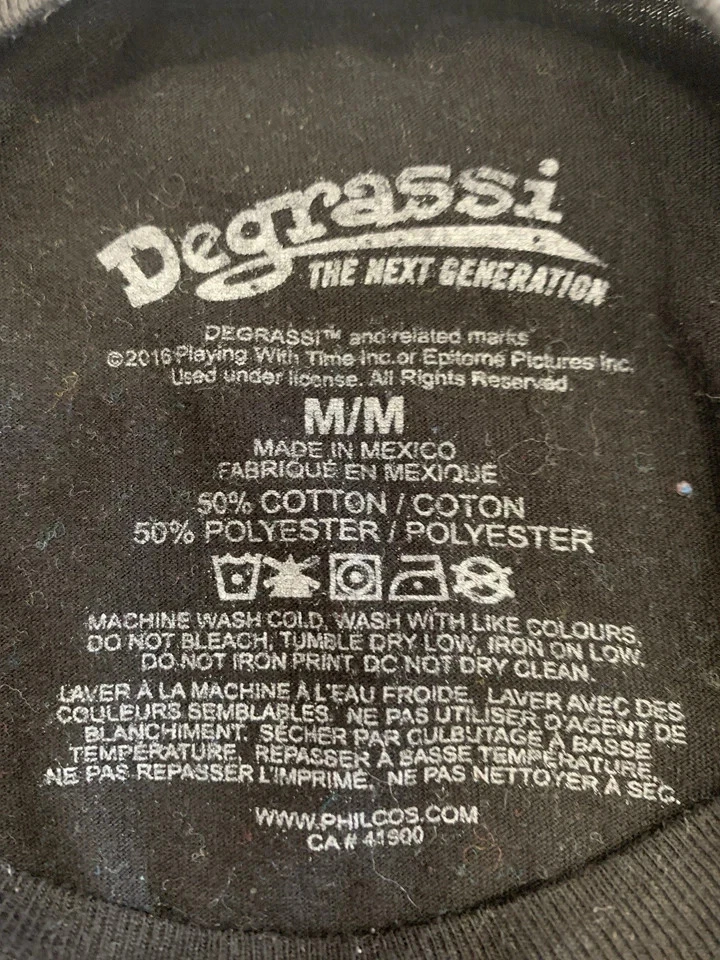 Degrassi
THE NEXT GENERATION
DEGRASSI™ and related marks
©2016 Playing With Time Inc. or Epitome Pictures Inc.
Used under license. All Rights Reserved
M/M
MADE IN MEXICO
FABRIQUÉ EN MEXIQUE
50% COTTON / COTON
50% POLYESTER / POLYESTER
MACHINE WASH COLD, WASH WITH LIKE COLOURS,
DO NOT BLEACH, TUMBLE DRY LOW, IRON ON LOW.
DO NOT IRON PRINT, DO NOT DRY CLEAN.
LAVER À LA MACHINE À L'EAU FROIDE. LAVER AVEC DES
COULEURS SEMBLABLES. NE PAS UTILISER D'AGENT DE
BLANCHIMENT. SÉCHER PAR CULBUTAGE À BASSE
TEMPÉRATURE, REPASSER À BASSE TEMPÉRATURE.
NE PAS REPASSER L'IMPRIMÉ. NE PAS NETTOYER À SEC.
WWW.PHILCOS.COM
CA# 41900